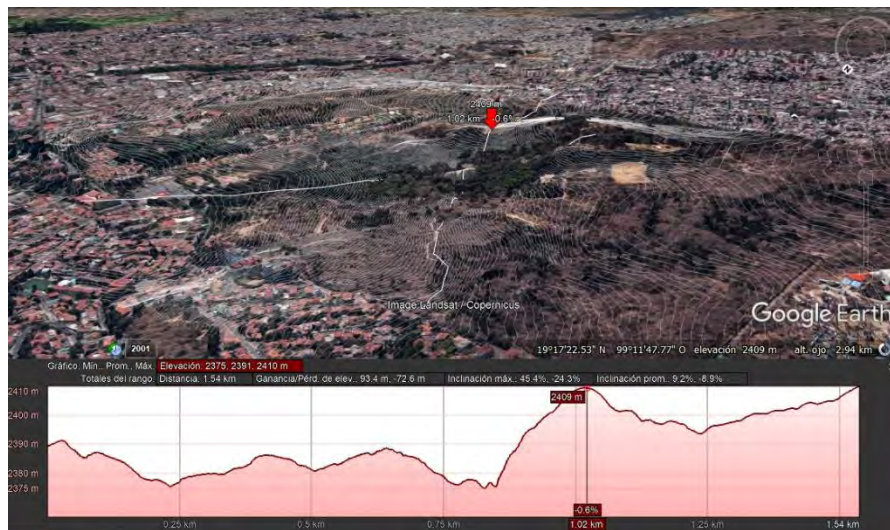 2409 m
1.02 km -0.6%
Image Landsat / Copernicus
Google Earth
2001
19°17'22.53" N 99°11'47.77" O elevación 2409 m alt. ojo 2.94 km
Gráfico: Mín.. Prom.. Máx. Elevación: 2375, 2391, 2410 m
Totales del rango: Distancia: 1.54 km Ganancia/Pérd. de elev.: 93.4 m, -72.6 m Inclinación máx.: 45.4%, -24.3% Inclinación prom.: 9.2%, -8.9%
2410 m
2409 m
2400 m
2390 m
2380 m
2375 m
-0.6%
0.25 km 0.5 km 0.75 km 1.02 km 1.25 km 1.54 km